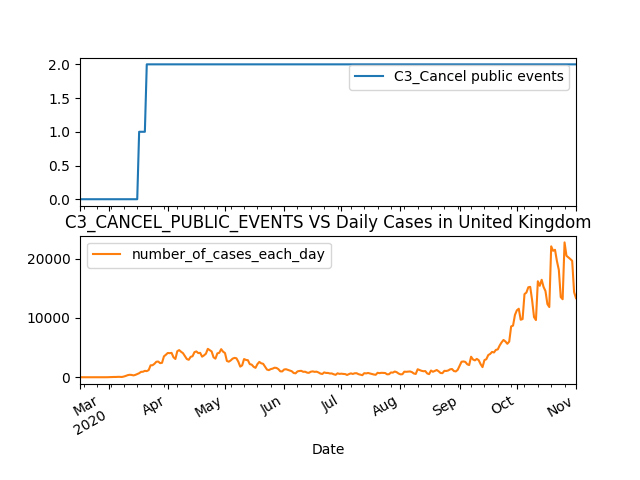 2.0
1.5
1.0
0.5
0.0
C3_Cancel public events
C3_CANCEL_PUBLIC_EVENTS VS Daily Cases in United Kingdom
20000
10000
0
number_of_cases_each_day
Mar
2020
Apr
May
Jun
Jul
Aug
Sep
Oct
Nov
Date